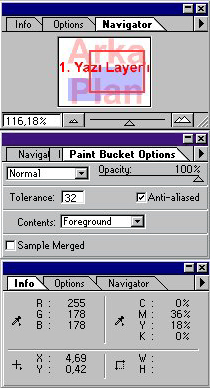 Info Options Navigator
Arka
1. Yazı Layer ı
Plan
116,18%
Navigal Paint Bucket Options
Normal Opacity: 100%
Tolerance: 32 Anti-aliased
Contents: Foreground
Sample Merged
Info Options Navigator
R : 255 C : 0%
G : 178 M : 36%
B : 178 Y : 18%
K : 0%
X : 4,69 W :
Y : 0,42 H :